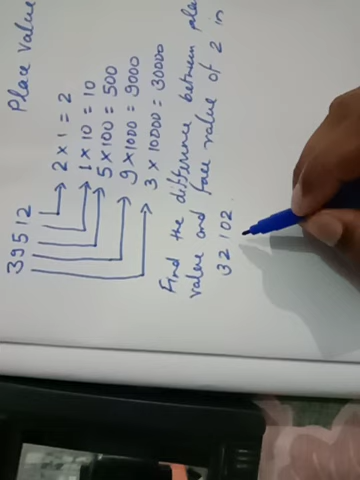 Place Value
39512
2 × 1 = 2
1 × 10 = 10
5 × 100 = 500
9 × 1000 = 9000
3 × 10000 = 30000
Find the difference between
value and face value of 2 in
32102.